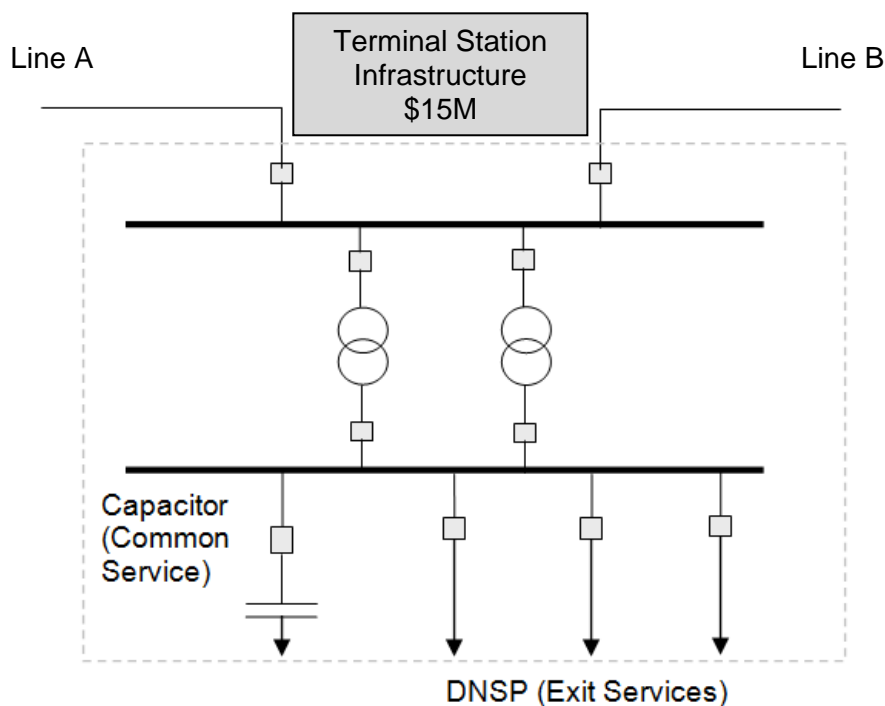 Line A
Terminal Station
Infrastructure
$15M
Line B
Capacitor
(Common
Service)
DNSP (Exit Services)